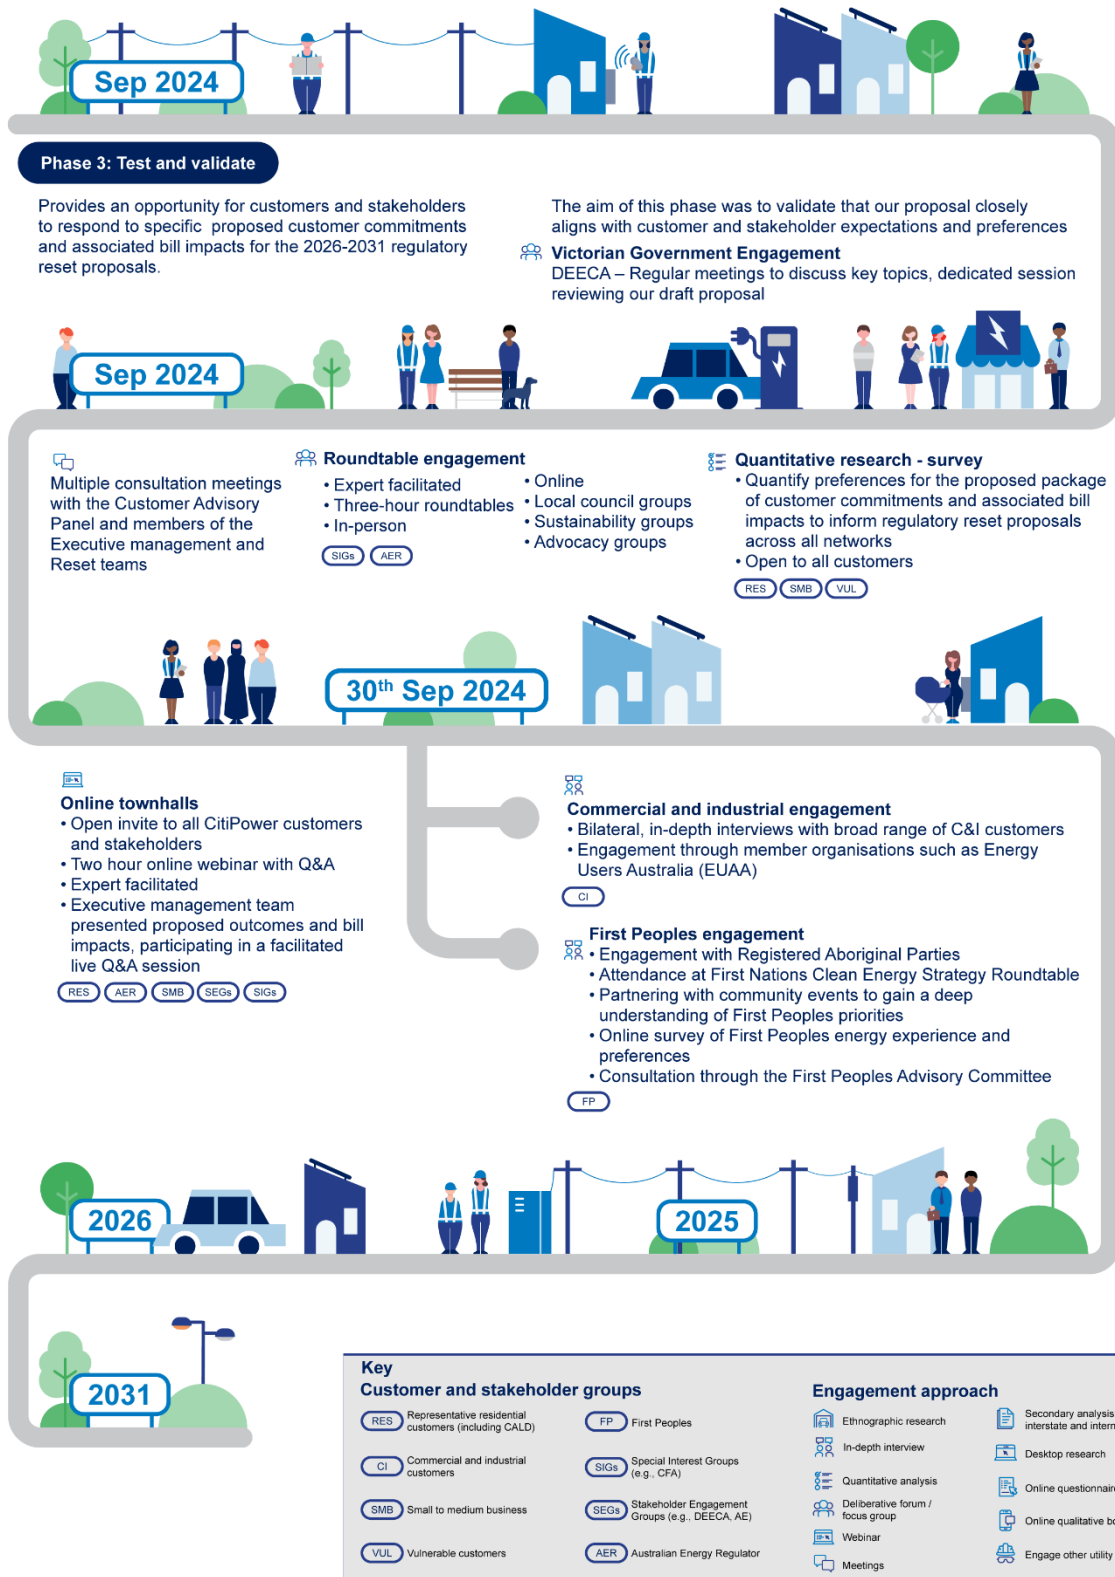 Sep 2024
Phase 3: Test and validate
Provides an opportunity for customers and stakeholders
to respond to specific proposed customer commitments
and associated bill impacts for the 2026-2031 regulatory
reset proposals.
The aim of this phase was to validate that our proposal closely
aligns with customer and stakeholder expectations and preferences
Victorian Government Engagement
DEECA – Regular meetings to discuss key topics, dedicated session
reviewing our draft proposal
Sep 2024
Multiple consultation meetings
with the Customer Advisory
Panel and members of the
Executive management and
Reset teams
Roundtable engagement
• Expert facilitated
• Three-hour roundtables
• In-person
• Online
• Local council groups
• Sustainability groups
• Advocacy groups
SIGs AER
Quantitative research - survey
• Quantify preferences for the proposed package
of customer commitments and associated bill
impacts to inform regulatory reset proposals
across all networks
• Open to all customers
RES SMB VUL
30th Sep 2024
Online townhalls
• Open invite to all CitiPower customers
and stakeholders
• Two hour online webinar with Q&A
• Expert facilitated
• Executive management team
presented proposed outcomes and bill
impacts, participating in a facilitated
live Q&A session
RES AER SMB SEGs SIGs
Commercial and industrial engagement
• Bilateral, in-depth interviews with broad range of C&I customers
• Engagement through member organisations such as Energy
Users Australia (EUAA)
CI
First Peoples engagement
• Engagement with Registered Aboriginal Parties
• Attendance at First Nations Clean Energy Strategy Roundtable
• Partnering with community events to gain a deep
understanding of First Peoples priorities
• Online survey of First Peoples energy experience and
preferences
• Consultation through the First Peoples Advisory Committee
FP
2026
2025
2031
Key
Customer and stakeholder groups
RES Representative residential
customers (including CALD)
CI Commercial and industrial
customers
SMB Small to medium business
VUL Vulnerable customers
FP First Peoples
SIGs Special Interest Groups
(e.g., CFA)
SEGs Stakeholder Engagement
Groups (e.g., DEECA, AE)
AER Australian Energy Regulator
Engagement approach
Ethnographic research
In-depth interview
Quantitative analysis
Deliberative forum /
focus group
Webinar
Meetings
Secondary analysis
interstate and
Desktop research
Online questionnaire
Online qualitative
Engage other utility